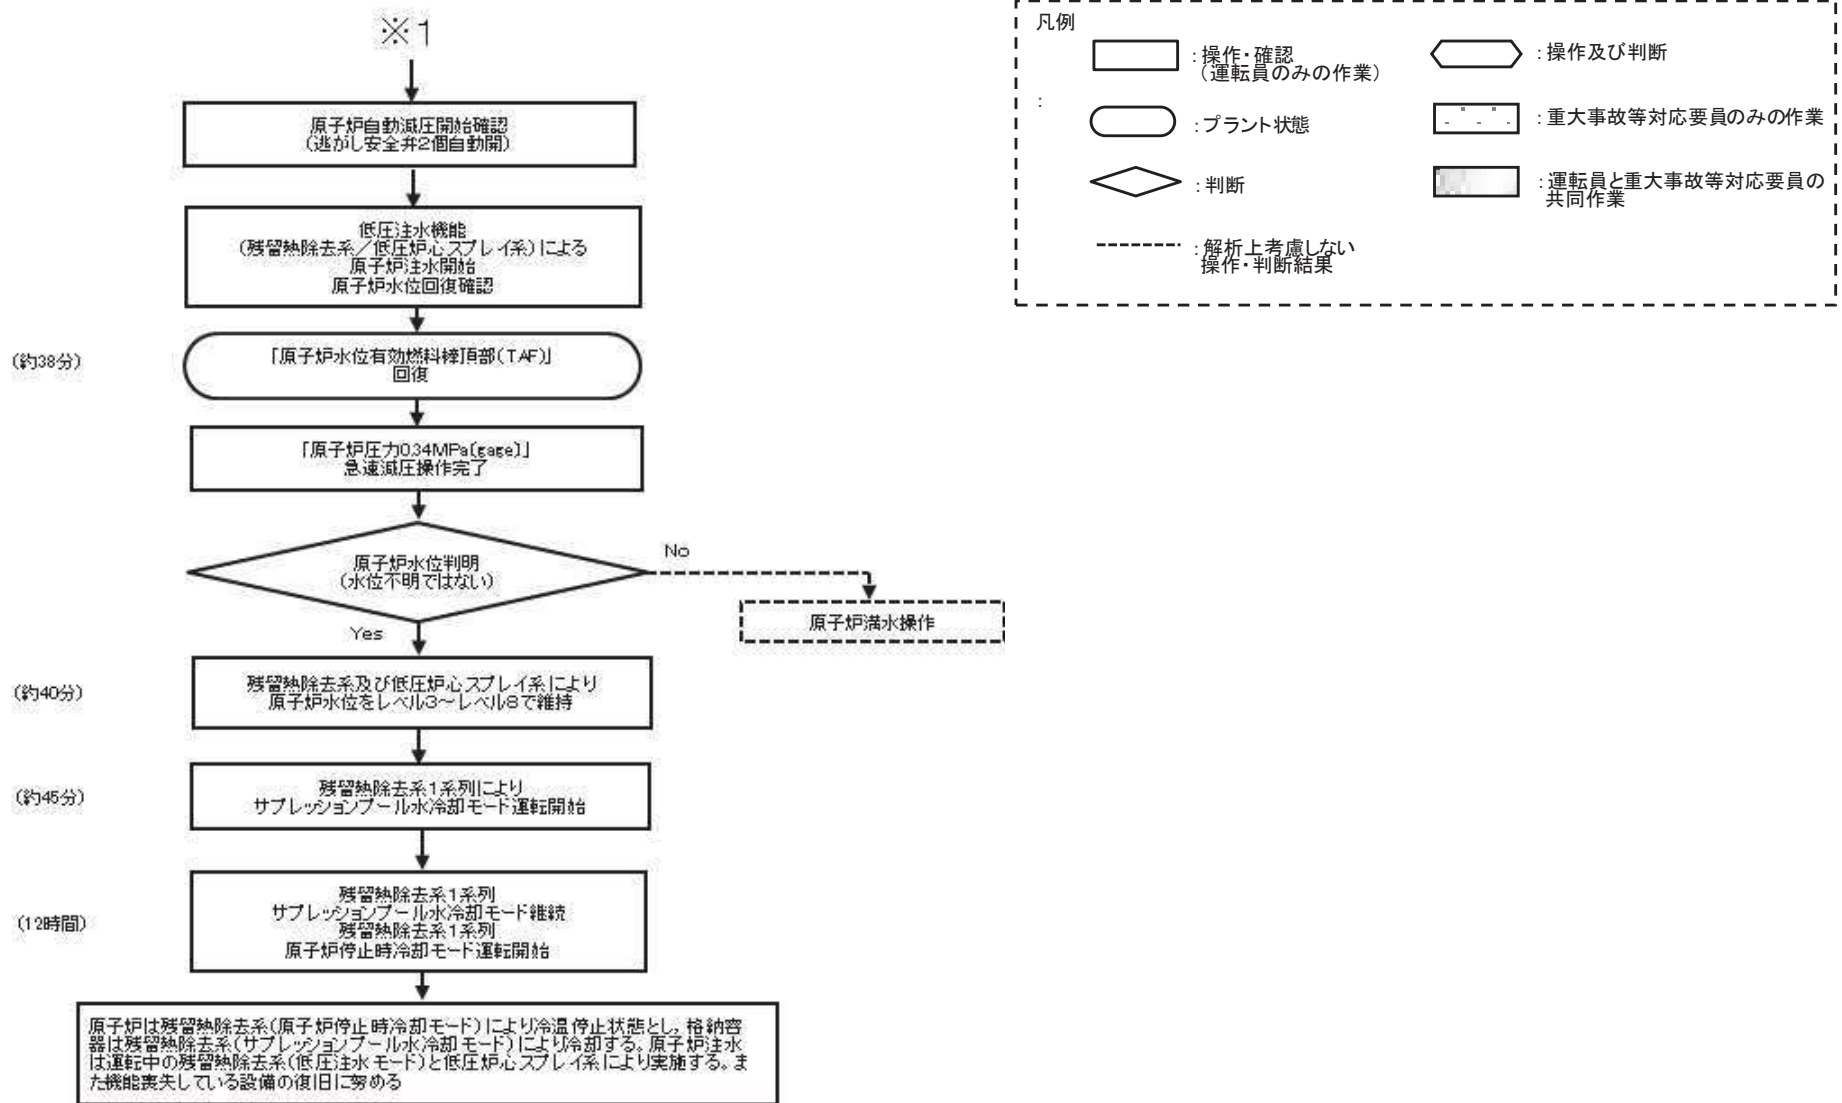 ※1
原子炉自動減圧開始確認
(逃がし安全弁2個自動開)
低圧注水機能
(残留熱除去系/低圧炉心スプレイ系)による
原子炉注水開始
原子炉水位回復確認
(約38分)
「原子炉水位有効燃料棒頂部(TAF)」
回復
「原子炉圧力0.34MPa[gage]」
急速減圧操作完了
原子炉水位判明
(水位不明ではない)
No
原子炉満水操作
Yes
(約40分)
残留熱除去系及び低圧炉心スプレイ系により
原子炉水位をレベル3~レベル8で維持
(約45分)
残留熱除去系1系列により
サプレッションプール水冷却モード運転開始
(12時間)
残留熱除去系1系列
サプレッションプール水冷却モード継続
残留熱除去系1系列
原子炉停止時冷却モード運転開始
原子炉は残留熱除去系(原子炉停止時冷却モード)により冷温停止状態とし,格納容
器は残留熱除去系(サプレッションプール水冷却モード)により冷却する。原子炉注水
は運転中の残留熱除去系(低圧注水モード)と低圧炉心スプレイ系により実施する。ま
た機能喪失している設備の復旧に努める
凡例
:操作・確認
(運転員のみの作業)
:
:プラント状態
:判断
:解析上考慮しない
操作・判断結果
:操作及び判断
:重大事故等対応要員のみの作業
:運転員と重大事故等対応要員の
共同作業